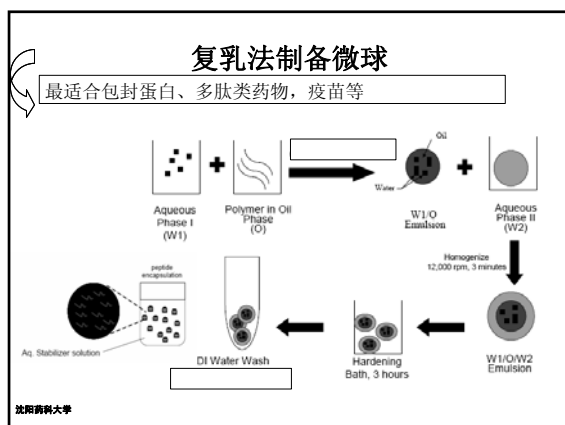 复乳法制备微球
最适合包封蛋白、多肽类药物，疫苗等
Oil
Water
Aqueous
Phase I
(W1)
Polymer in Oil
Phase
(O)
W1/O
Emulsion
Aqueous
Phase II
(W2)
Homogenize
12,000 rpm, 3 minutes
peptide
encapsulation
Aq. Stabilizer solution
DI Water Wash
Hardening
Bath, 3 hours
W1/O/W2
Emulsion
沈阳药科大学